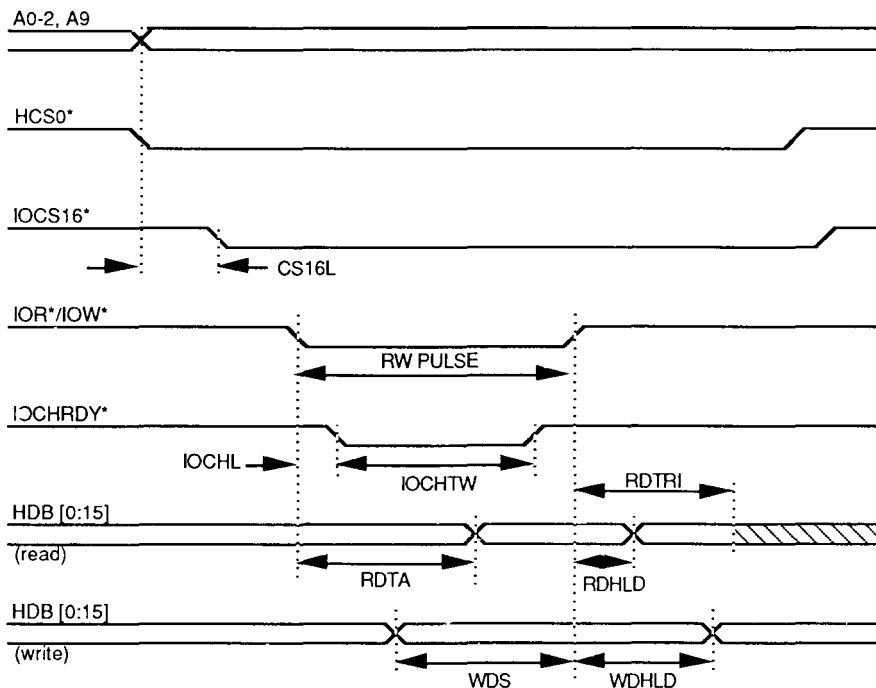 A0-2, A9
HCS0*
IOCS16*
CS16L
IOR*/IOW*
RW PULSE
IOCHRDY*
IOCHL
IOCHTW
RDTRI
HDB [0:15]
(read)
RDTA
RDHLD
HDB [0:15]
(write)
WDS
WDHLD